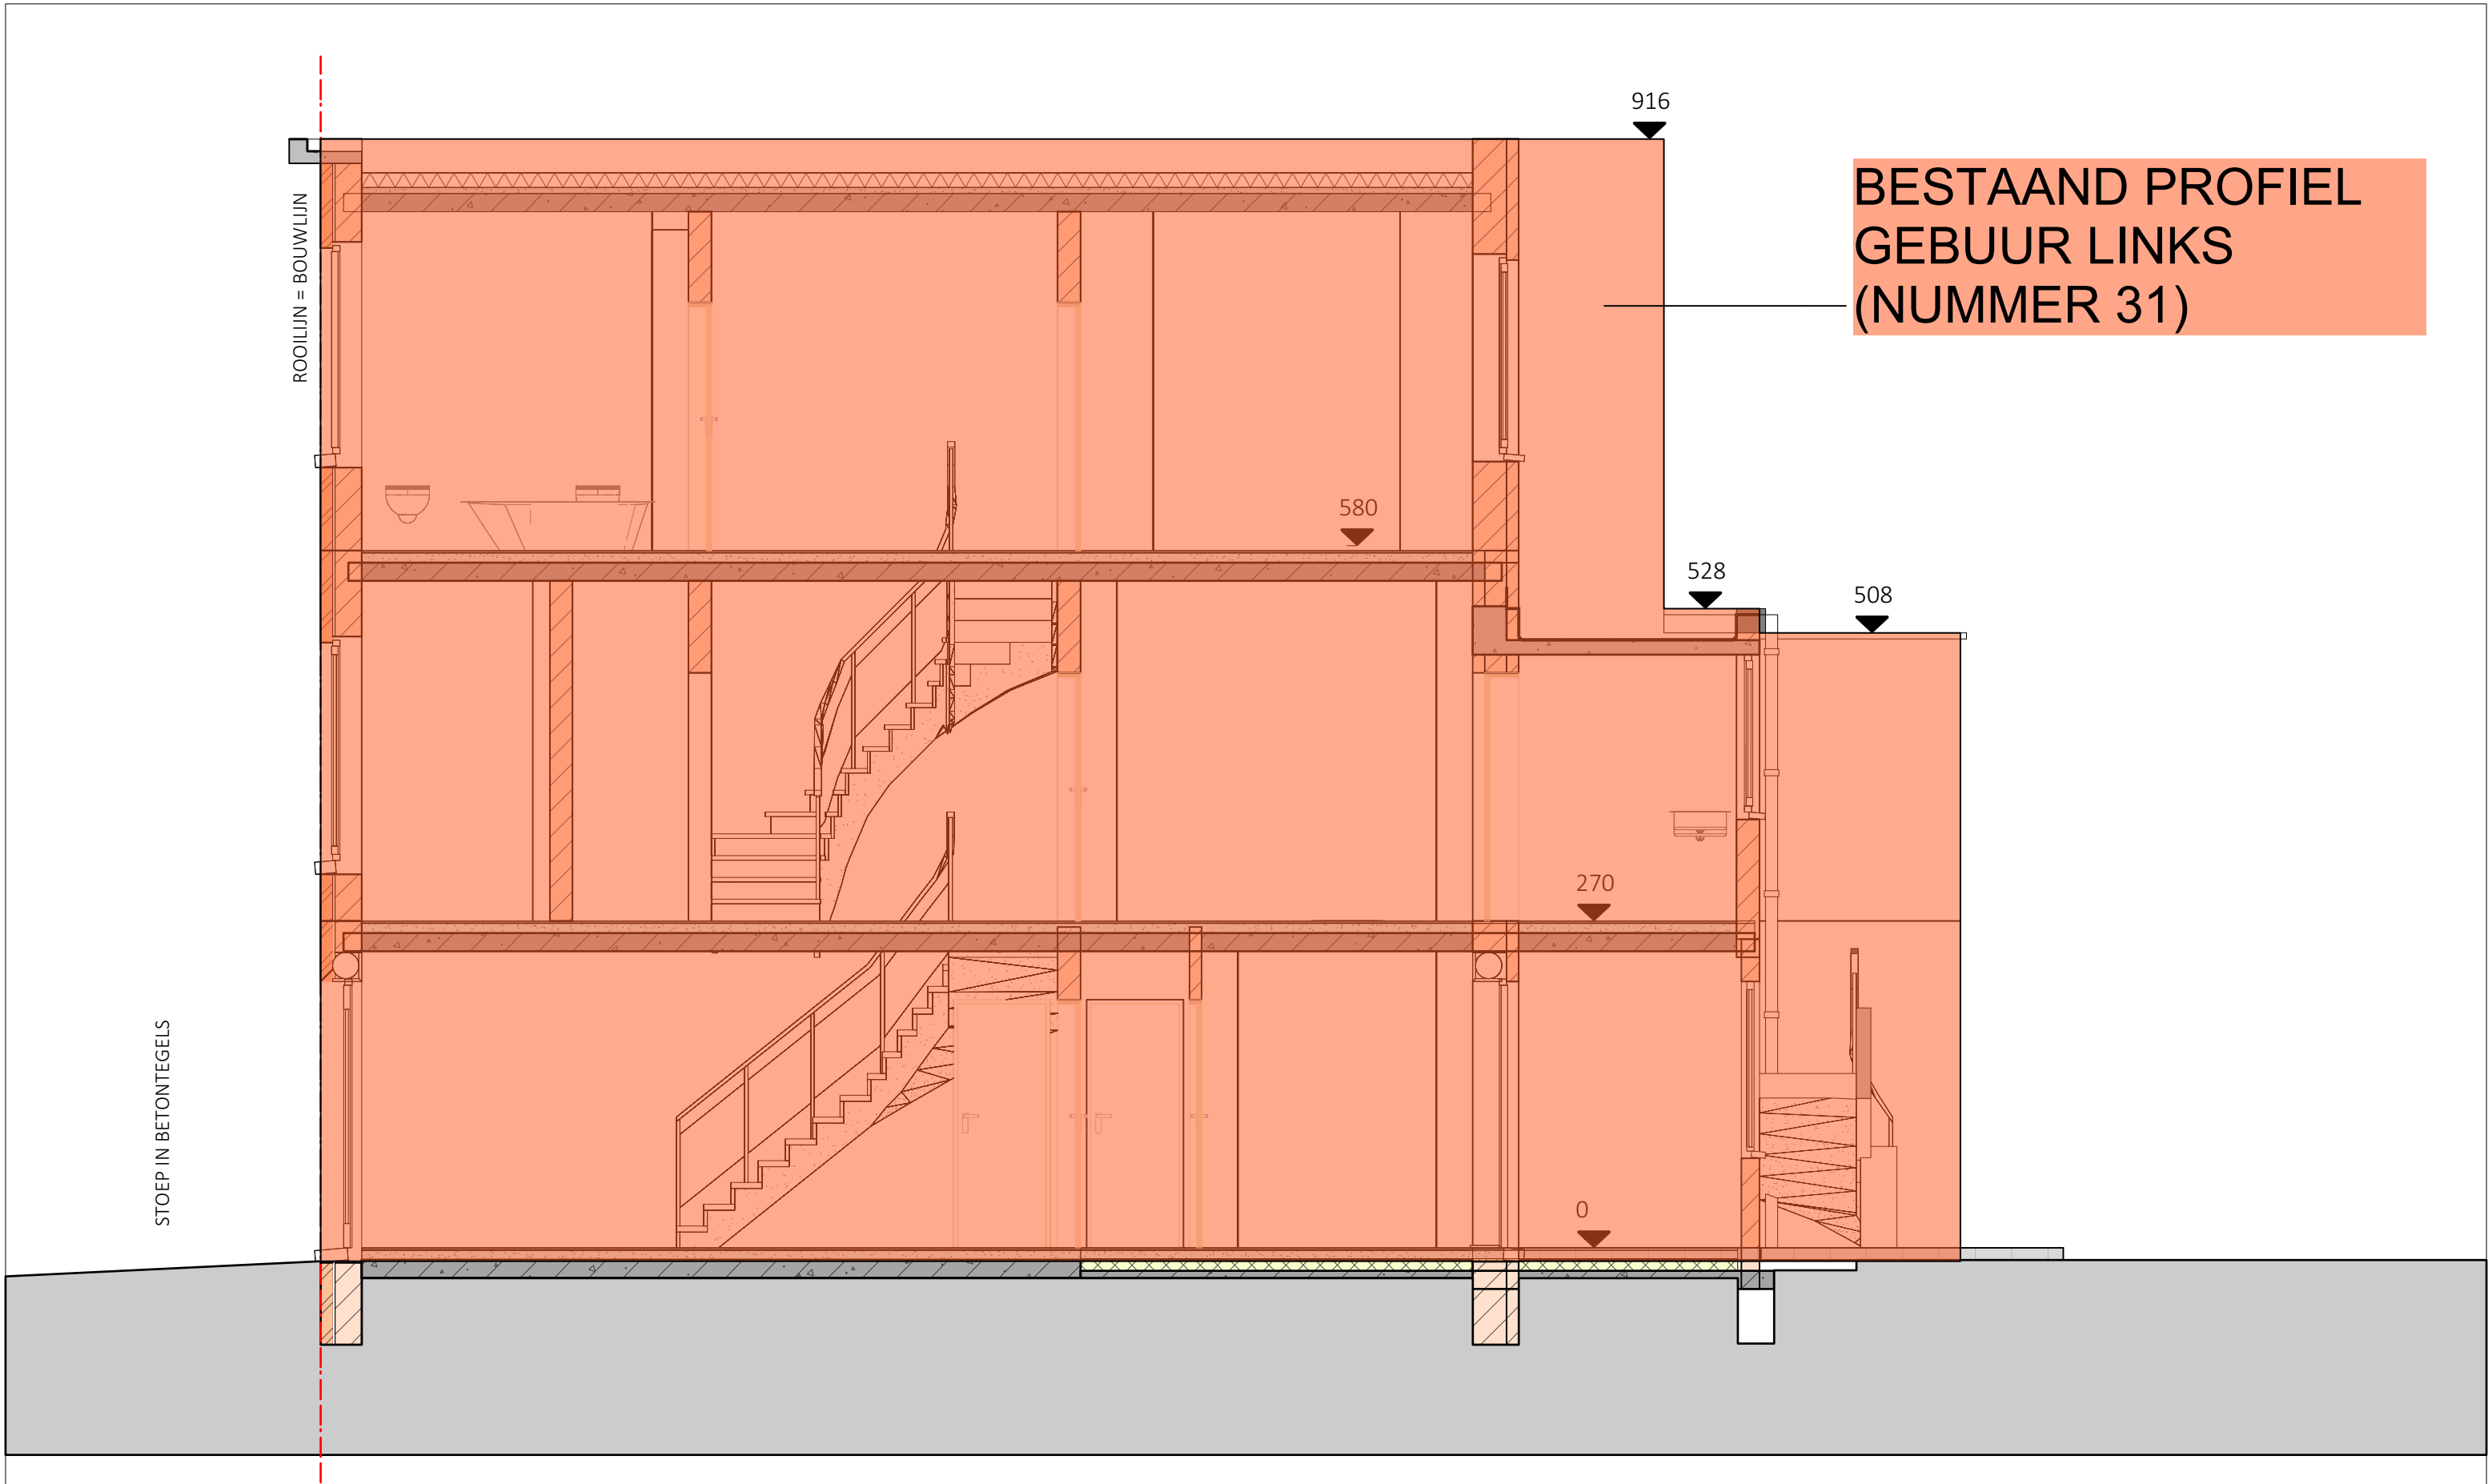 916
BESTAAND PROFIEL
GEBUUR LINKS
(NUMMER 31)
ROOILIJN = BOUWLIJN
580
528
508
270
STOEP IN BETONTEGELS
0